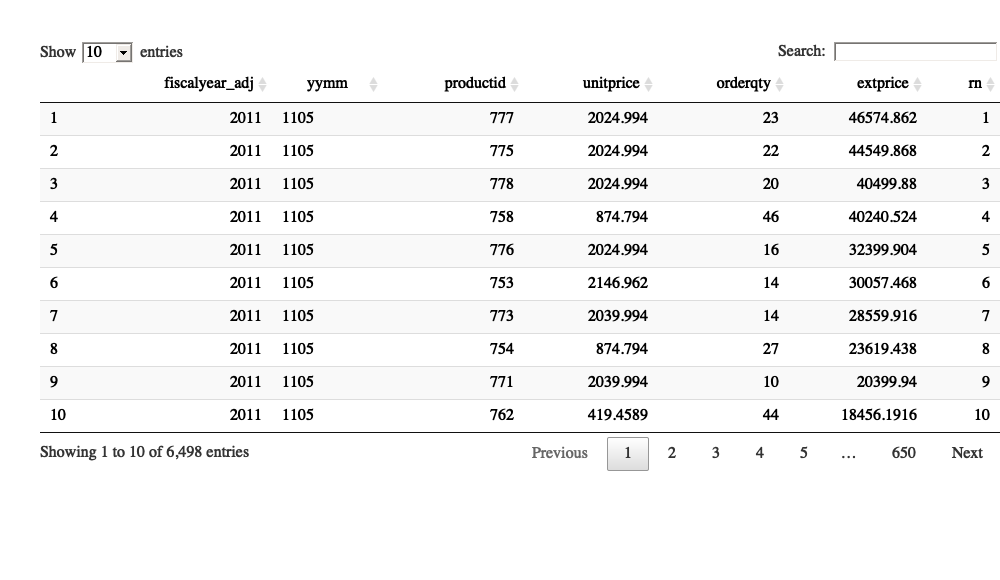 Show 10 entries Search:
fiscalyear_adj yymm productid unitprice orderqty extprice rn
1 2011 1105 777 2024.994 23 46574.862 1
2 2011 1105 775 2024.994 22 44549.868 2
3 2011 1105 778 2024.994 20 40499.88 3
4 2011 1105 758 874.794 46 40240.524 4
5 2011 1105 776 2024.994 16 32399.904 5
6 2011 1105 753 2146.962 14 30057.468 6
7 2011 1105 773 2039.994 14 28559.916 7
8 2011 1105 754 874.794 27 23619.438 8
9 2011 1105 771 2039.994 10 20399.94 9
10 2011 1105 762 419.4589 44 18456.1916 10
Showing 1 to 10 of 6,498 entries Previous 1 2 3 4 5 … 650 Next